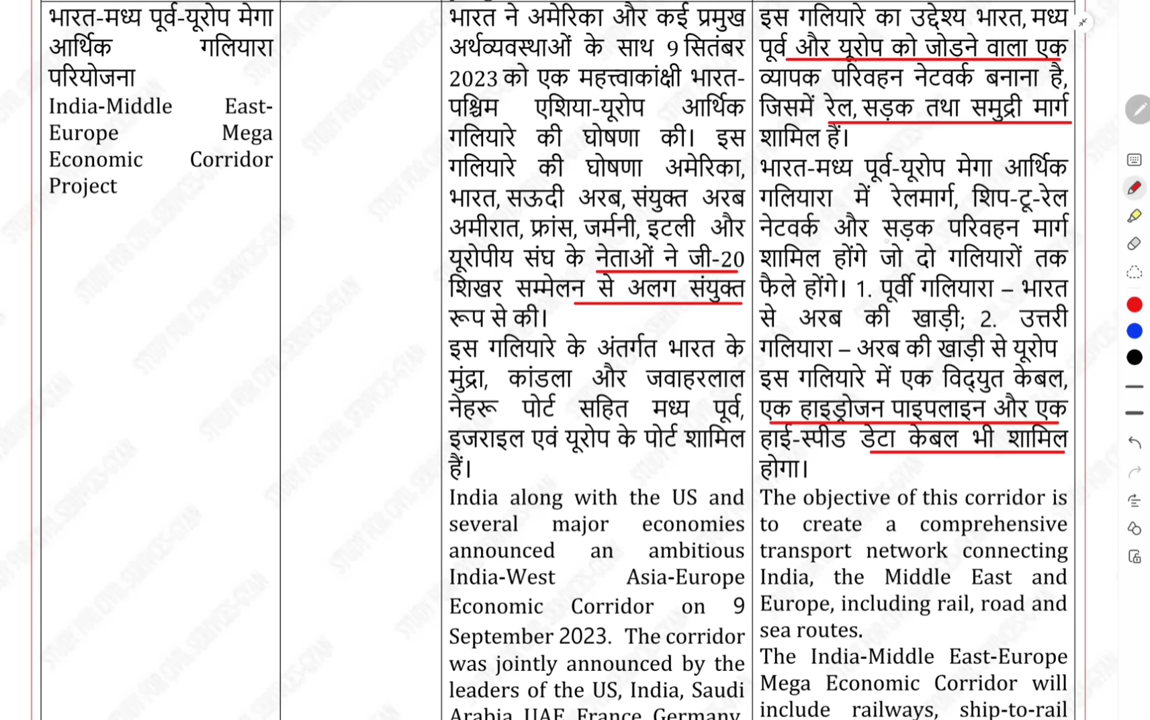 भारत-मध्य पूर्व-यूरोप मेगा
आर्थिक गलियारा
परियोजना
India-Middle East-
Europe Mega
Economic Corridor
Project
भारत ने अमेरिका और कई प्रमुख
अर्थव्यवस्थाओं के साथ 9 सितंबर
2023 को एक महत्त्वाकांक्षी भारत-
पश्चिम एशिया-यूरोप आर्थिक
गलियारे की घोषणा की। इस
गलियारे की घोषणा अमेरिका,
भारत, सऊदी अरब, संयुक्त अरब
अमीरात, फ्रांस, जर्मनी, इटली और
यूरोपीय संघ के नेताओं ने जी-20
शिखर सम्मेलन से अलग संयुक्त
रूप से की।
इस गलियारे के अंतर्गत भारत के
मुंद्रा, कांडला और जवाहरलाल
नेहरू पोर्ट सहित मध्य पूर्व,
इजराइल एवं यूरोप के पोर्ट शामिल
हैं।
India along with the US and
several major economies
announced an ambitious
India-West Asia-Europe
Economic Corridor on 9
September 2023. The corridor
was jointly announced by the
leaders of the US, India, Saudi
Arabia, UAE, France, Germany,
इस गलियारे का उद्देश्य भारत, मध्य
पूर्व और यूरोप को जोड़ने वाला एक
व्यापक परिवहन नेटवर्क बनाना है,
जिसमें रेल, सड़क तथा समुद्री मार्ग
शामिल हैं।
भारत-मध्य पूर्व-यूरोप मेगा आर्थिक
गलियारा में रेलमार्ग, शिप-टू-रेल
नेटवर्क और सड़क परिवहन मार्ग
शामिल होंगे जो दो गलियारों तक
फैले होंगे। 1. पूर्वी गलियारा – भारत
से अरब की खाड़ी; 2. उत्तरी
गलियारा – अरब की खाड़ी से यूरोप
इस गलियारे में एक विद्युत केबल,
एक हाइड्रोजन पाइपलाइन और एक
हाई-स्पीड डेटा केबल भी शामिल
होगा।
The objective of this corridor is
to create a comprehensive
transport network connecting
India, the Middle East and
Europe, including rail, road and
sea routes.
The India-Middle East-Europe
Mega Economic Corridor will
include railways, ship-to-rail